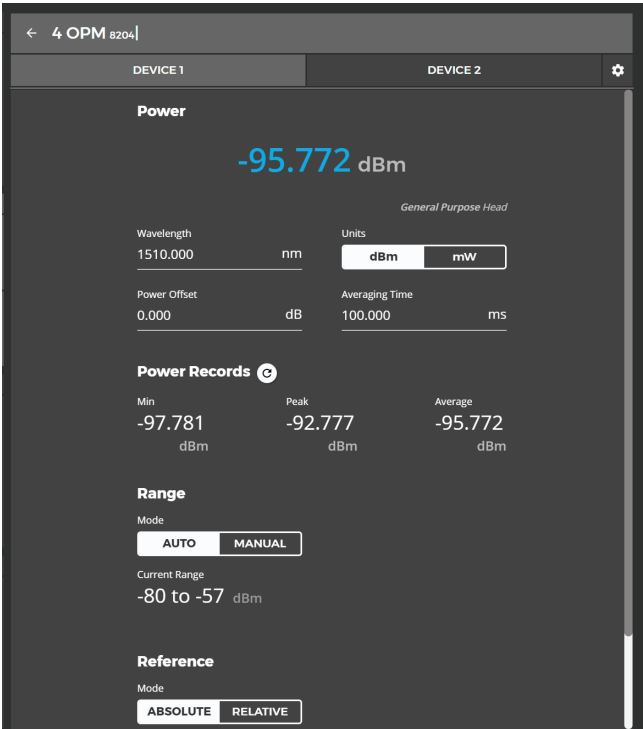 ← 4 OPM 8204
DEVICE 1 DEVICE 2
Power
-95.772 dBm
General Purpose Head
Wavelength Units
1510.000 nm dBm mW
Power Offset Averaging Time
0.000 dB 100.000 ms
Power Records
Min Peak Average
-97.781 -92.777 -95.772
dBm dBm dBm
Range
Mode
AUTO MANUAL
Current Range
-80 to -57 dBm
Reference
Mode
ABSOLUTE RELATIVE